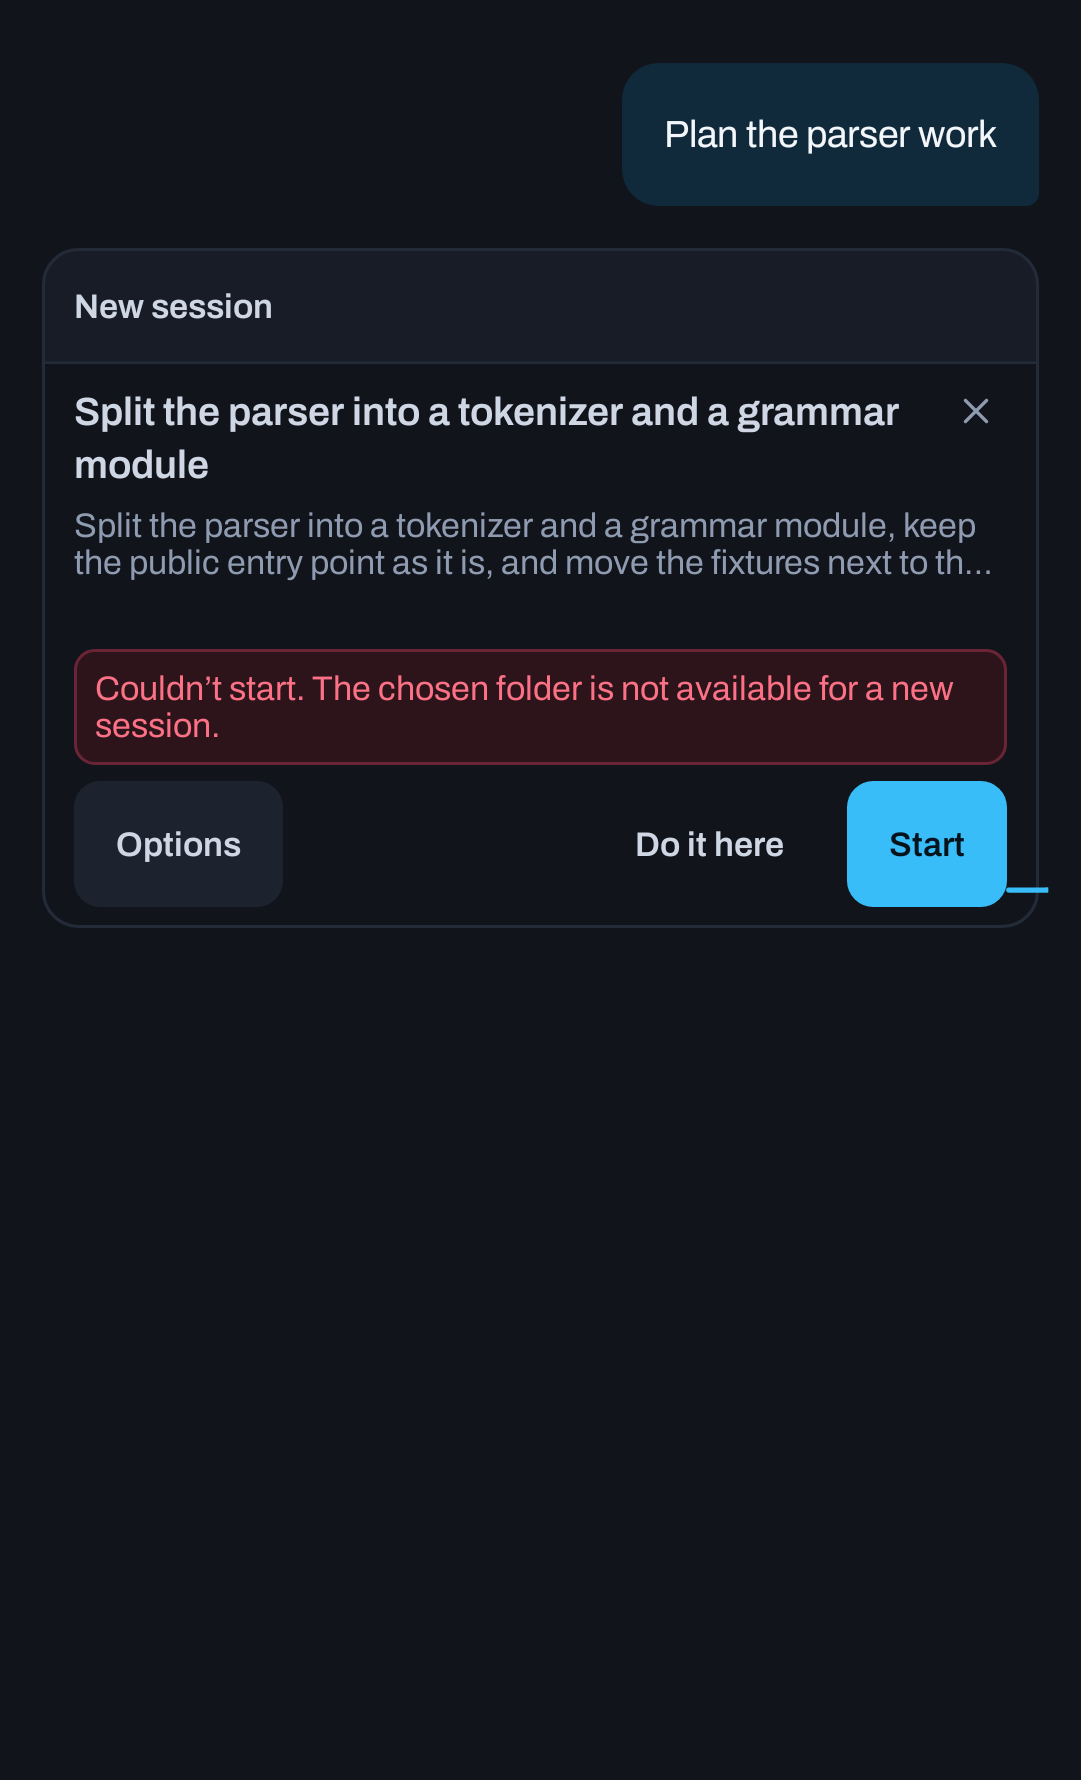 Plan the parser work
New session
Split the parser into a tokenizer and a grammar
module
Split the parser into a tokenizer and a grammar module, keep
the public entry point as it is, and move the fixtures next to th...
Couldn’t start. The chosen folder is not available for a new
session.
Options
Do it here
Start